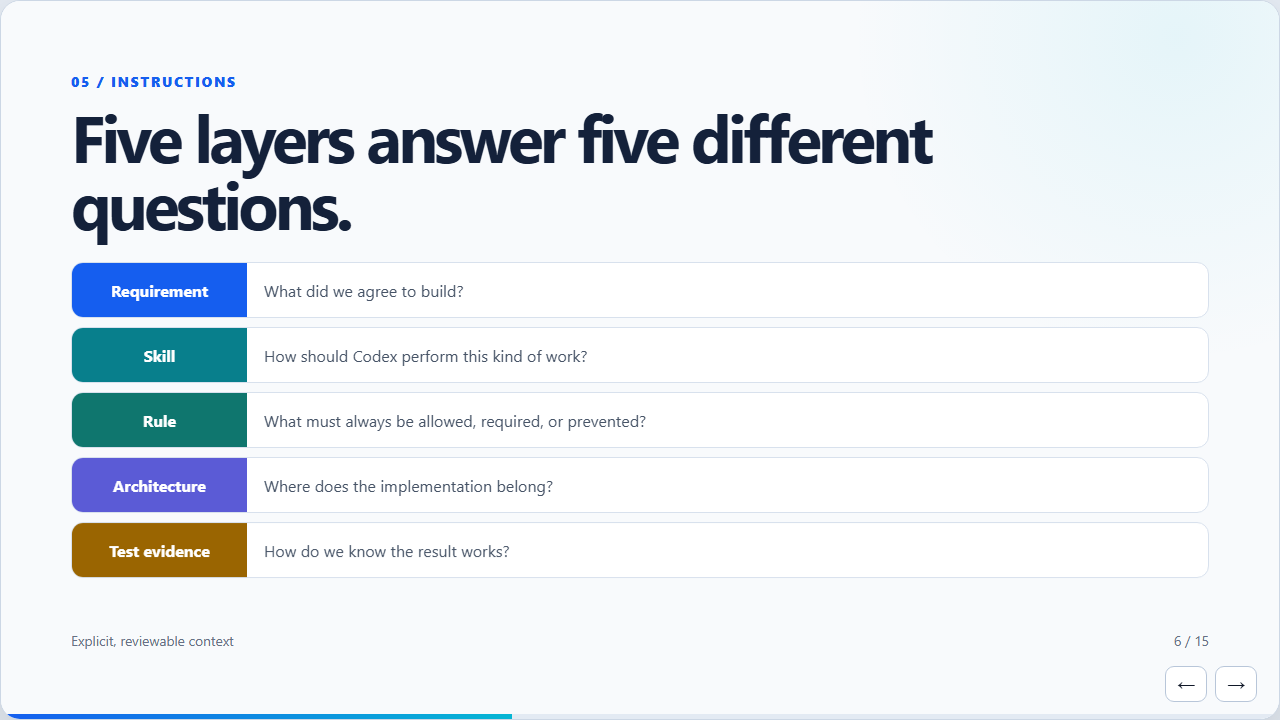 05 / INSTRUCTIONS
Five layers answer five different
questions.
Requirement
What did we agree to build?
Skill
How should Codex perform this kind of work?
Rule
What must always be allowed, required, or prevented?
Architecture
Where does the implementation belong?
Test evidence
How do we know the result works?
Explicit, reviewable context
6 / 15
← →